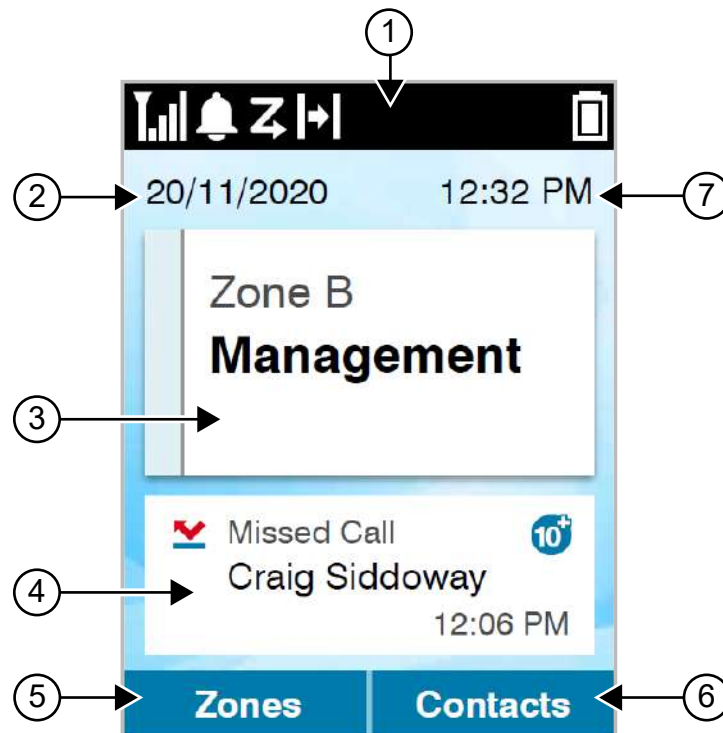 1
2
20/11/2020
12:32 PM
7
Zone B
Management
3
Missed Call
10+
Craig Siddoway
4
12:06 PM
5
Zones
Contacts
6